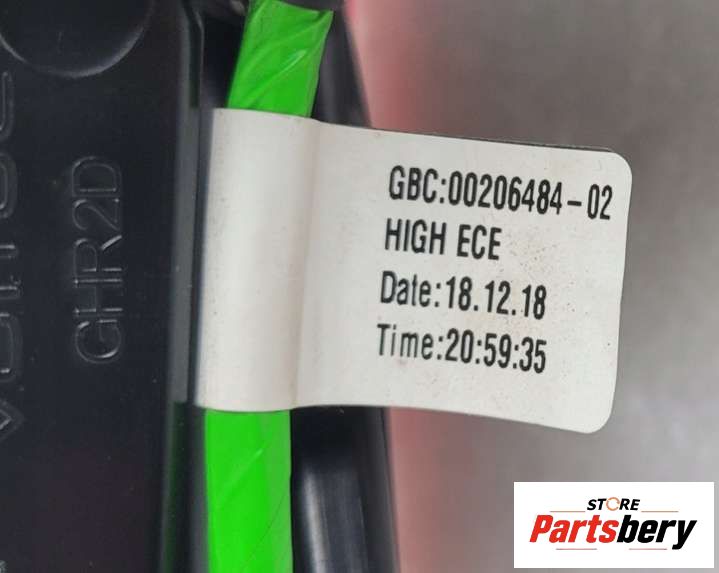 GBC:00206484-02
HIGH ECE
Date:18.12.18
Time:20:59:35
GHR2D
STORE
Partsbery